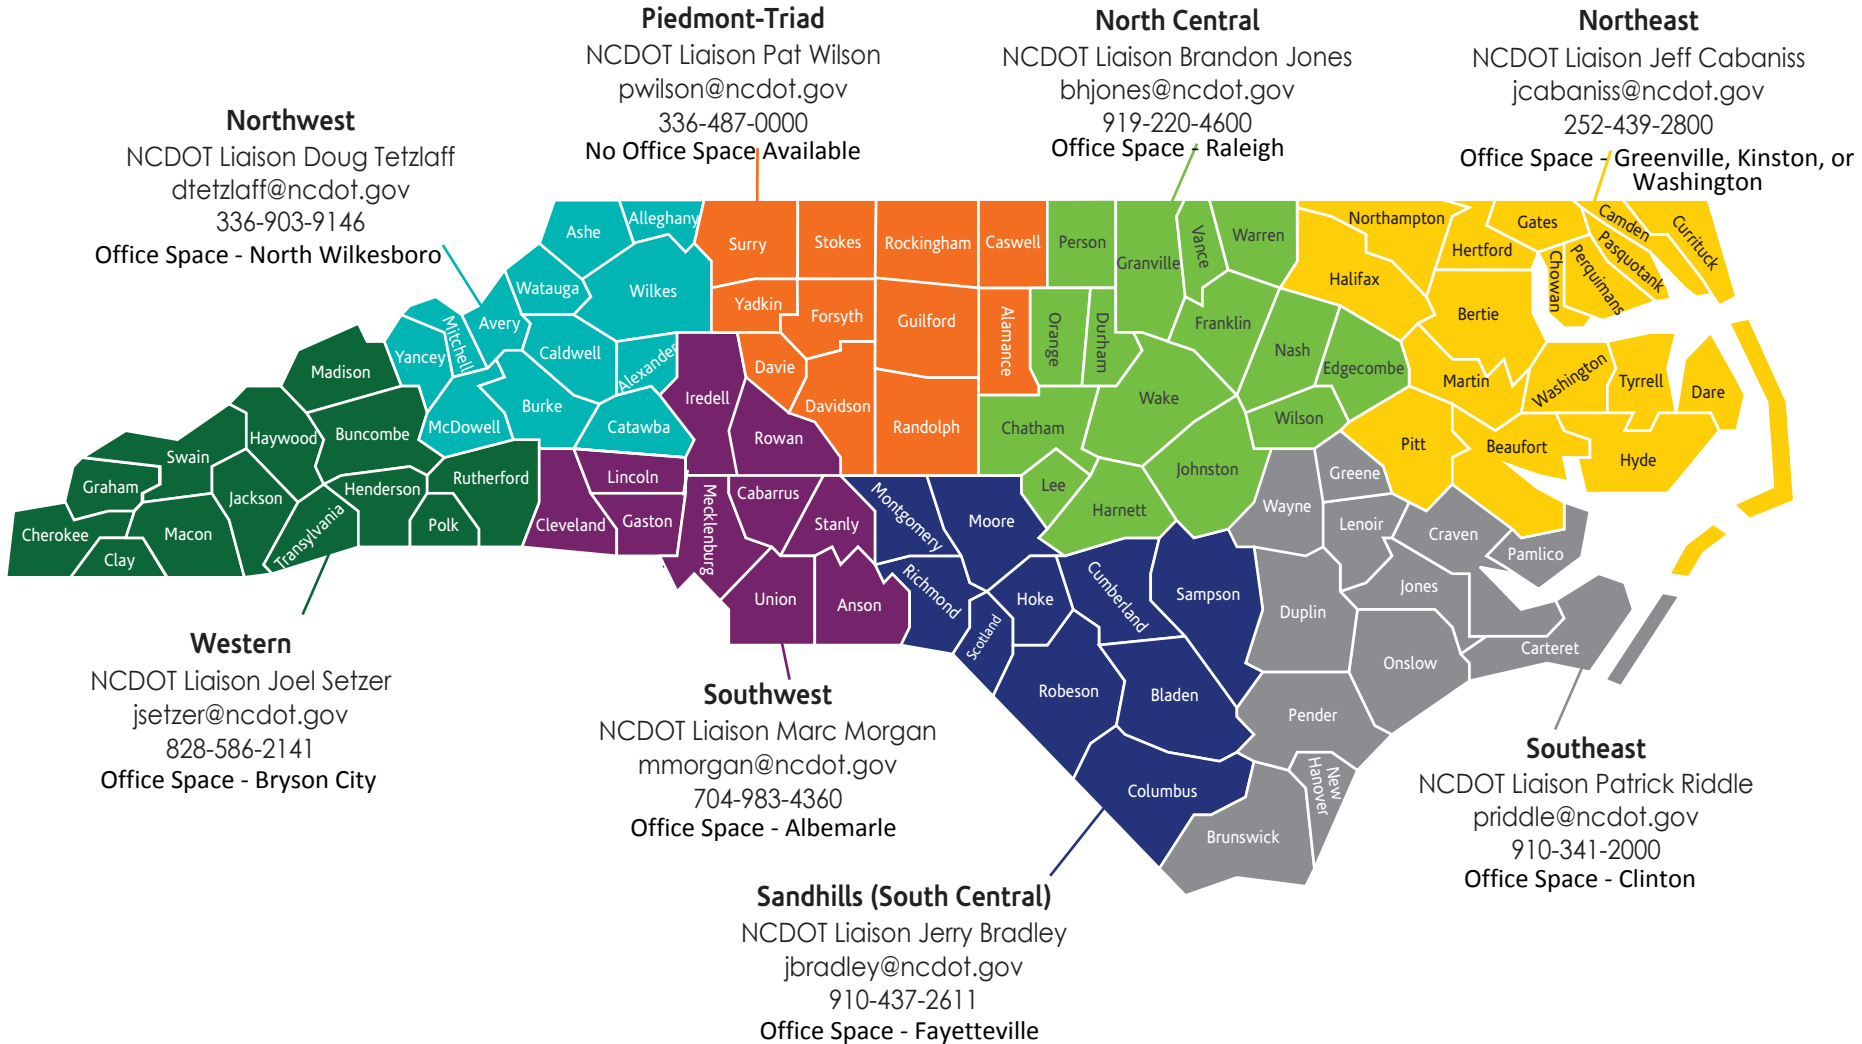 Piedmont-Triad
NCDOT Liaison Pat Wilson
pwilson@ncdot.gov
336-487-0000
No Office Space Available
North Central
NCDOT Liaison Brandon Jones
bhjones@ncdot.gov
919-220-4600
Office Space - Raleigh
Northeast
NCDOT Liaison Jeff Cabaniss
jcabaniss@ncdot.gov
252-439-2800
Office Space - Greenville, Kinston, or
Washington
Northwest
NCDOT Liaison Doug Tetzlaff
dtetzlaff@ncdot.gov
336-903-9146
Office Space - North Wilkesboro
Ashe
Alleghany
Watauga
Wilkes
Avery
Mitchell
Yancey
Caldwell
Alexander
Burke
McDowell
Catawba
Surry
Stokes
Rockingham
Caswell
Yadkin
Forsyth
Guilford
Alamance
Davie
Davidson
Randolph
Person
Granville
Vance
Warren
Orange
Durham
Franklin
Nash
Edgecombe
Wake
Wilson
Chatham
Johnston
Lee
Harnett
Northampton
Halifax
Hertford
Gates
Camden
Currituck
Pasquotank
Perquimans
Chowan
Bertie
Martin
Washington
Tyrrell
Dare
Pitt
Beaufort
Hyde
Madison
Haywood
Buncombe
Swain
Graham
Jackson
Henderson
Rutherford
Polk
Transylvania
Cherokee
Macon
Clay
Iredell
Rowan
Lincoln
Cleveland
Gaston
Mecklenburg
Cabarrus
Stanly
Union
Anson
Montgomery
Moore
Richmond
Scotland
Hoke
Cumberland
Sampson
Robeson
Bladen
Columbus
Greene
Wayne
Lenoir
Craven
Pamlico
Jones
Duplin
Onslow
Carteret
Pender
New
Hanover
Brunswick
Western
NCDOT Liaison Joel Setzer
jsetzer@ncdot.gov
828-586-2141
Office Space - Bryson City
Southwest
NCDOT Liaison Marc Morgan
mmorgan@ncdot.gov
704-983-4360
Office Space - Albemarle
Southeast
NCDOT Liaison Patrick Riddle
priddle@ncdot.gov
910-341-2000
Office Space - Clinton
Sandhills (South Central)
NCDOT Liaison Jerry Bradley
jbradley@ncdot.gov
910-437-2611
Office Space - Fayetteville